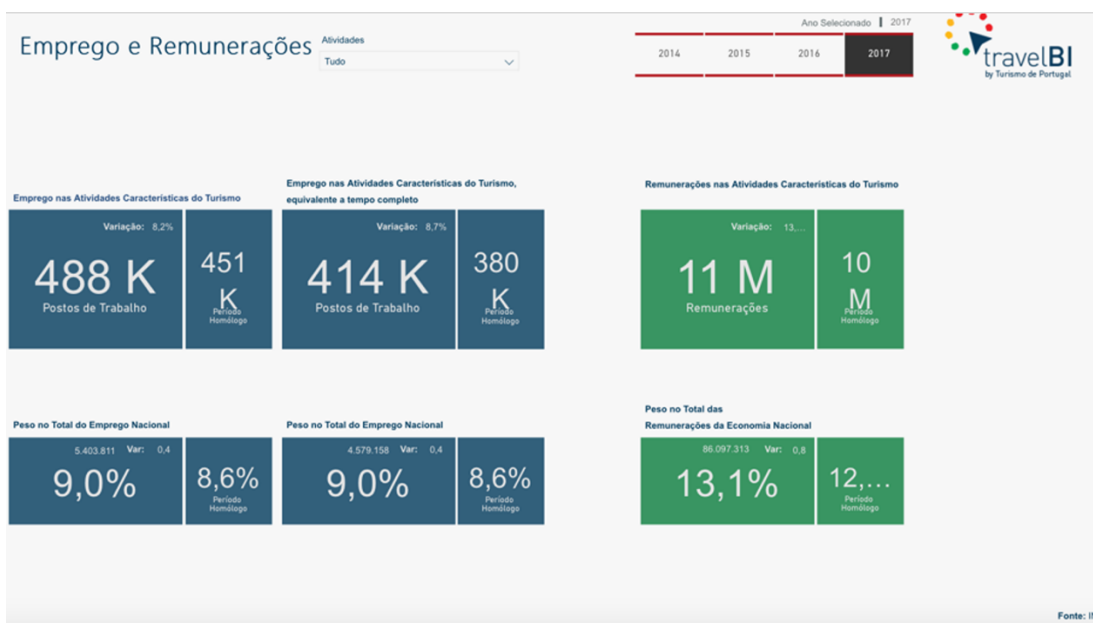 Ano Selecionado | 2017
Emprego e Remunerações
Atividades
Tudo
2014
2015
2016
2017
travelBI
by Turismo de Portugal
Emprego nas Atividades Características do Turismo
Variação: 8,2%
488 K
Postos de Trabalho
451
K
Período
Homólogo
Emprego nas Atividades Características do Turismo,
equivalente a tempo completo
Variação: 8,7%
414 K
Postos de Trabalho
380
K
Período
Homólogo
Remunerações nas Atividades Características do Turismo
Variação: 13,...
11 M
Remunerações
10
M
Período
Homólogo
Peso no Total do Emprego Nacional
5.403.811 Var: 0,4
9,0%
8,6%
Período
Homólogo
Peso no Total do Emprego Nacional
4.579.158 Var: 0,4
9,0%
8,6%
Período
Homólogo
Peso no Total das
Remunerações da Economia Nacional
86.097.313 Var: 0,8
13,1%
12,...
Período
Homólogo
Fonte: